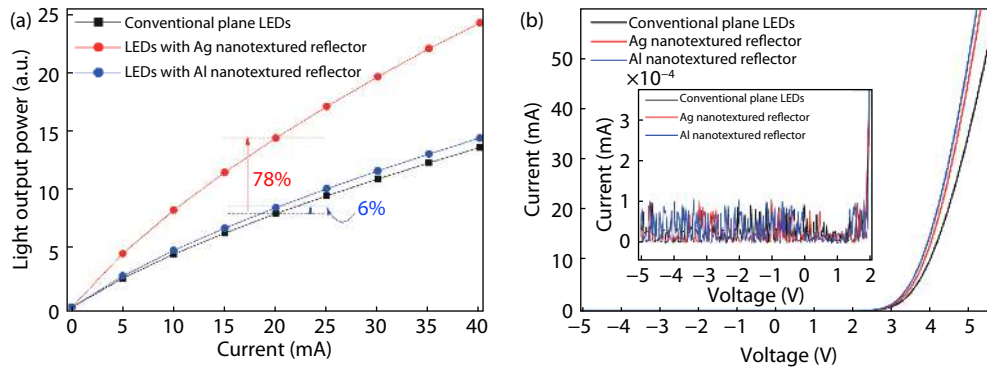 (a)
Conventional plane LEDs
LEDs with Ag nanotextured reflector
LEDs with Al nanotextured reflector
Light output power (a.u.)
25
20
15
10
5
0
78%
6%
0 5 10 15 20 25 30 35 40
Current (mA)
(b)
Conventional plane LEDs
Ag nanotextured reflector
Al nanotextured reflector
Current (mA)
50
40
30
20
10
0
×10⁻⁴
Conventional plane LEDs
Ag nanotextured reflector
Al nanotextured reflector
Current (mA)
3
2
1
0
−5 −4 −3 −2 −1 0 1 2
Voltage (V)
−5 −4 −3 −2 −1 0 1 2 3 4 5
Voltage (V)